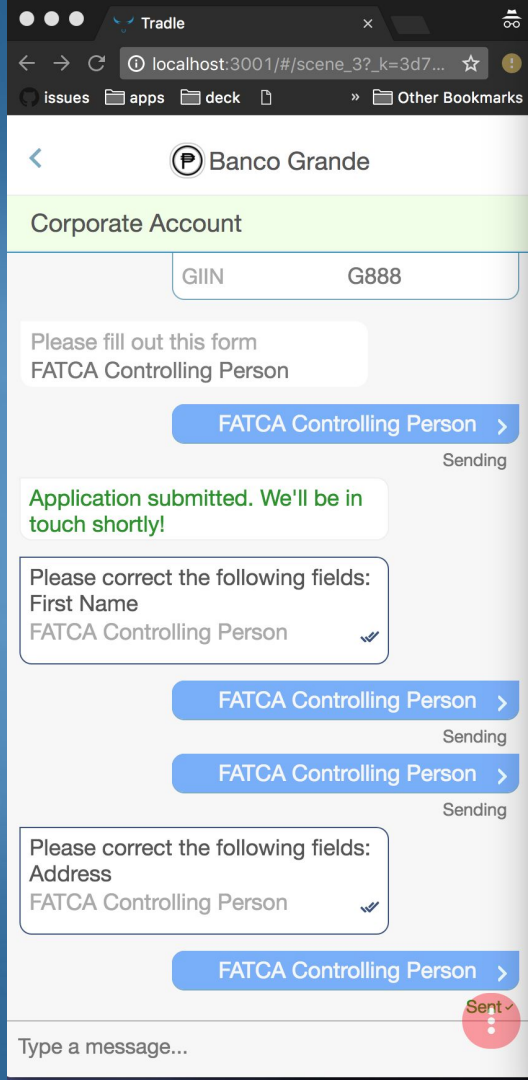 Tradle
localhost:3001/#/scene_3?_k=3d7...
issues apps deck » Other Bookmarks
Banco Grande
Corporate Account
GIIN G888
Please fill out this form
FATCA Controlling Person
FATCA Controlling Person
Sending
Application submitted. We'll be in
touch shortly!
Please correct the following fields:
First Name
FATCA Controlling Person
FATCA Controlling Person
Sending
FATCA Controlling Person
Sending
Please correct the following fields:
Address
FATCA Controlling Person
FATCA Controlling Person
Sent
Type a message...